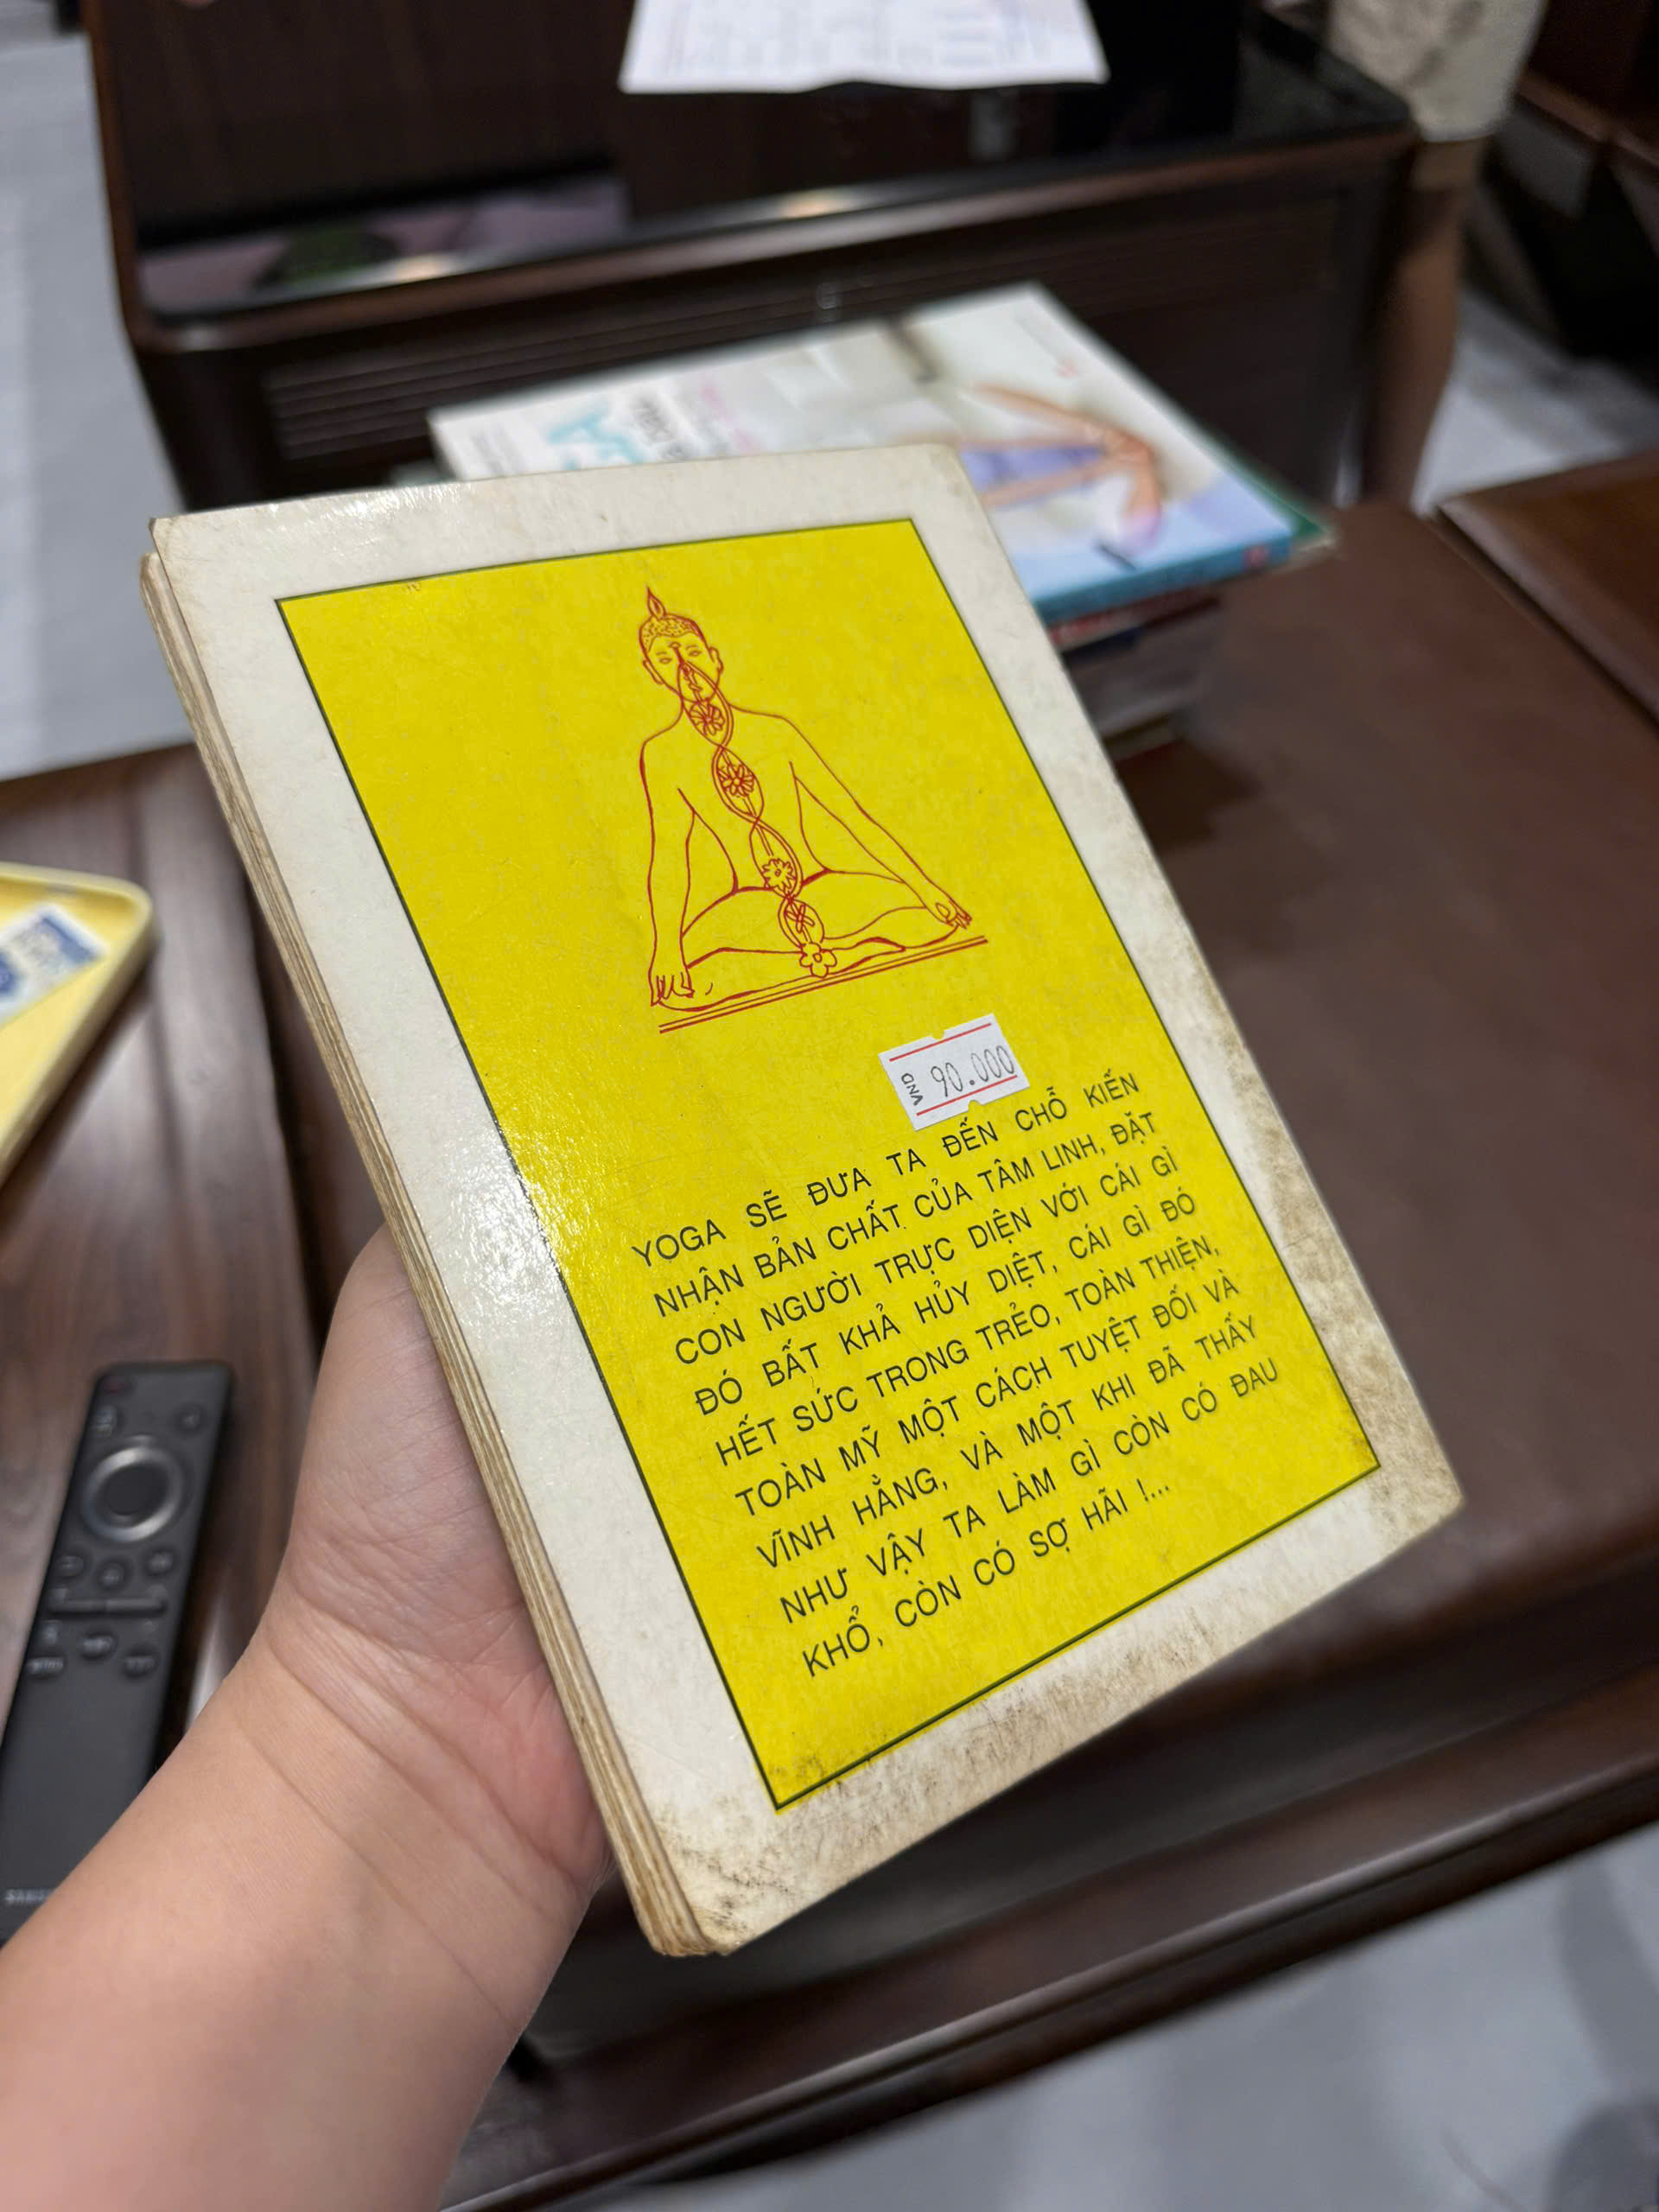 VND 90.000
YOGA SẼ ĐƯA TA ĐẾN CHỖ KIẾN
NHẬN BẢN CHẤT CỦA TÂM LINH, ĐẶT
CON NGƯỜI TRỰC DIỆN VỚI CÁI GÌ
ĐÓ BẤT KHẢ HỦY DIỆT, CÁI GÌ ĐÓ
HẾT SỨC TRONG TRẺO, TOÀN THIỆN,
TOÀN MỸ MỘT CÁCH TUYỆT ĐỐI VÀ
VĨNH HẰNG, VÀ MỘT KHI ĐÃ THẤY
NHƯ VẬY TA LÀM GÌ CÒN CÓ ĐAU
KHỔ, CÒN CÓ SỢ HÃI !...